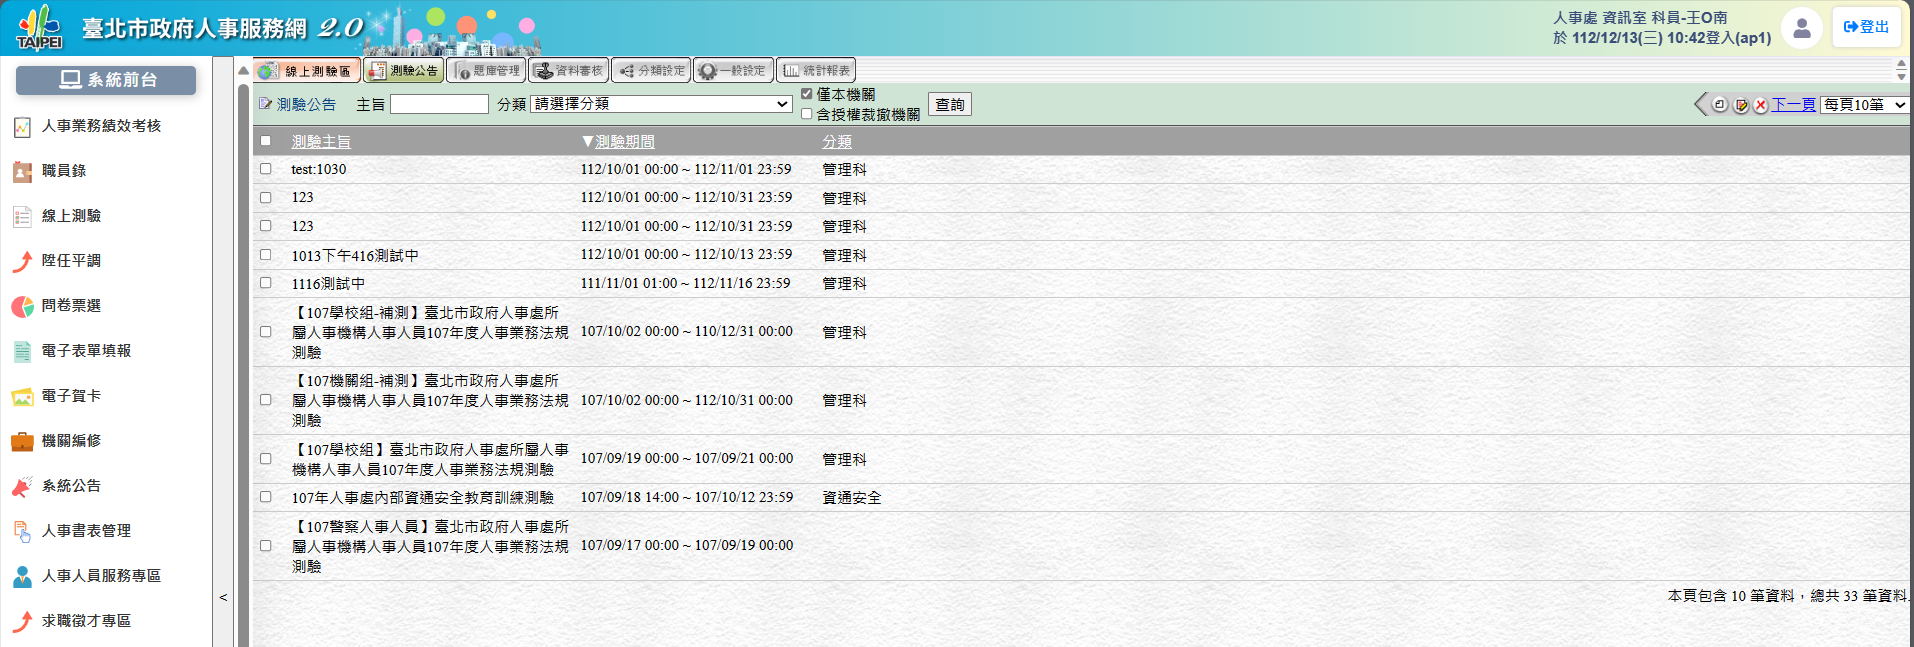 TAIPEI
臺北市政府人事服務網 2.0
人事處 資訊室 科員-王O南
於 112/12/13(三) 10:42登入(ap1)
登出
系統前台
人事業務績效考核
職員錄
線上測驗
陞任平調
問卷票選
電子表單填報
電子賀卡
機關編修
系統公告
人事書表管理
人事人員服務專區
求職徵才專區
<
線上測驗區 測驗公告 題庫管理 資料審核 分類設定 一般設定 統計報表
測驗公告 主旨 分類 請選擇分類 僅本機關 含授權裁撤機關 查詢 下一頁 每頁10筆
測驗主旨 ▼測驗期間 分類
test:1030 112/10/01 00:00 ~ 112/11/01 23:59 管理科
123 112/10/01 00:00 ~ 112/10/31 23:59 管理科
123 112/10/01 00:00 ~ 112/10/31 23:59 管理科
1013下午416測試中 112/10/01 00:00 ~ 112/10/13 23:59 管理科
1116測試中 111/11/01 01:00 ~ 112/11/16 23:59 管理科
【107學校組-補測】臺北市政府人事處所
屬人事機構人事人員107年度人事業務法規 107/10/02 00:00 ~ 110/12/31 00:00 管理科
測驗
【107機關組-補測】臺北市政府人事處所
屬人事機構人事人員107年度人事業務法規 107/10/02 00:00 ~ 112/10/31 00:00 管理科
測驗
【107學校組】臺北市政府人事處所屬人事
機構人事人員107年度人事業務法規測驗 107/09/19 00:00 ~ 107/09/21 00:00 管理科
107年人事處內部資通安全教育訓練測驗 107/09/18 14:00 ~ 107/10/12 23:59 資通安全
【107警察人事人員】臺北市政府人事處所
屬人事機構人事人員107年度人事業務法規 107/09/17 00:00 ~ 107/09/19 00:00
測驗
本頁包含 10 筆資料，總共 33 筆資料.